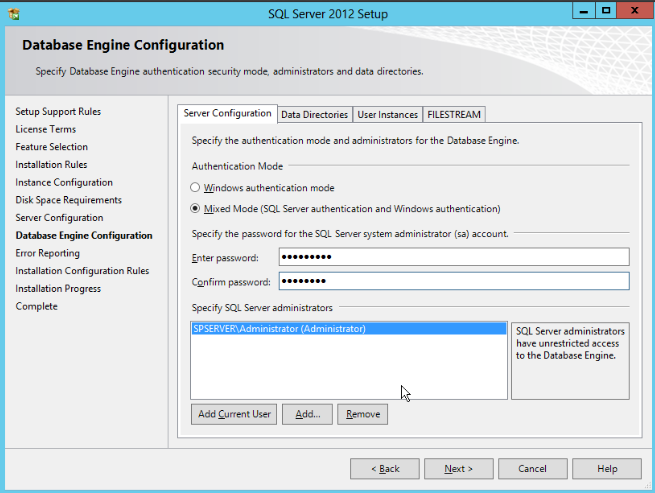 SQL Server 2012 Setup
Database Engine Configuration
Specify Database Engine authentication security mode, administrators and data directories.
Setup Support Rules
License Terms
Feature Selection
Installation Rules
Instance Configuration
Disk Space Requirements
Server Configuration
Database Engine Configuration
Error Reporting
Installation Configuration Rules
Installation Progress
Complete
Server Configuration Data Directories User Instances FILESTREAM
Specify the authentication mode and administrators for the Database Engine.
Authentication Mode
Windows authentication mode
Mixed Mode (SQL Server authentication and Windows authentication)
Specify the password for the SQL Server system administrator (sa) account.
Enter password: ●●●●●●●●●
Confirm password: ●●●●●●●●
Specify SQL Server administrators
SPSERVER\Administrator (Administrator)
SQL Server administrators
have unrestricted access
to the Database Engine.
Add Current User Add... Remove
< Back Next > Cancel Help